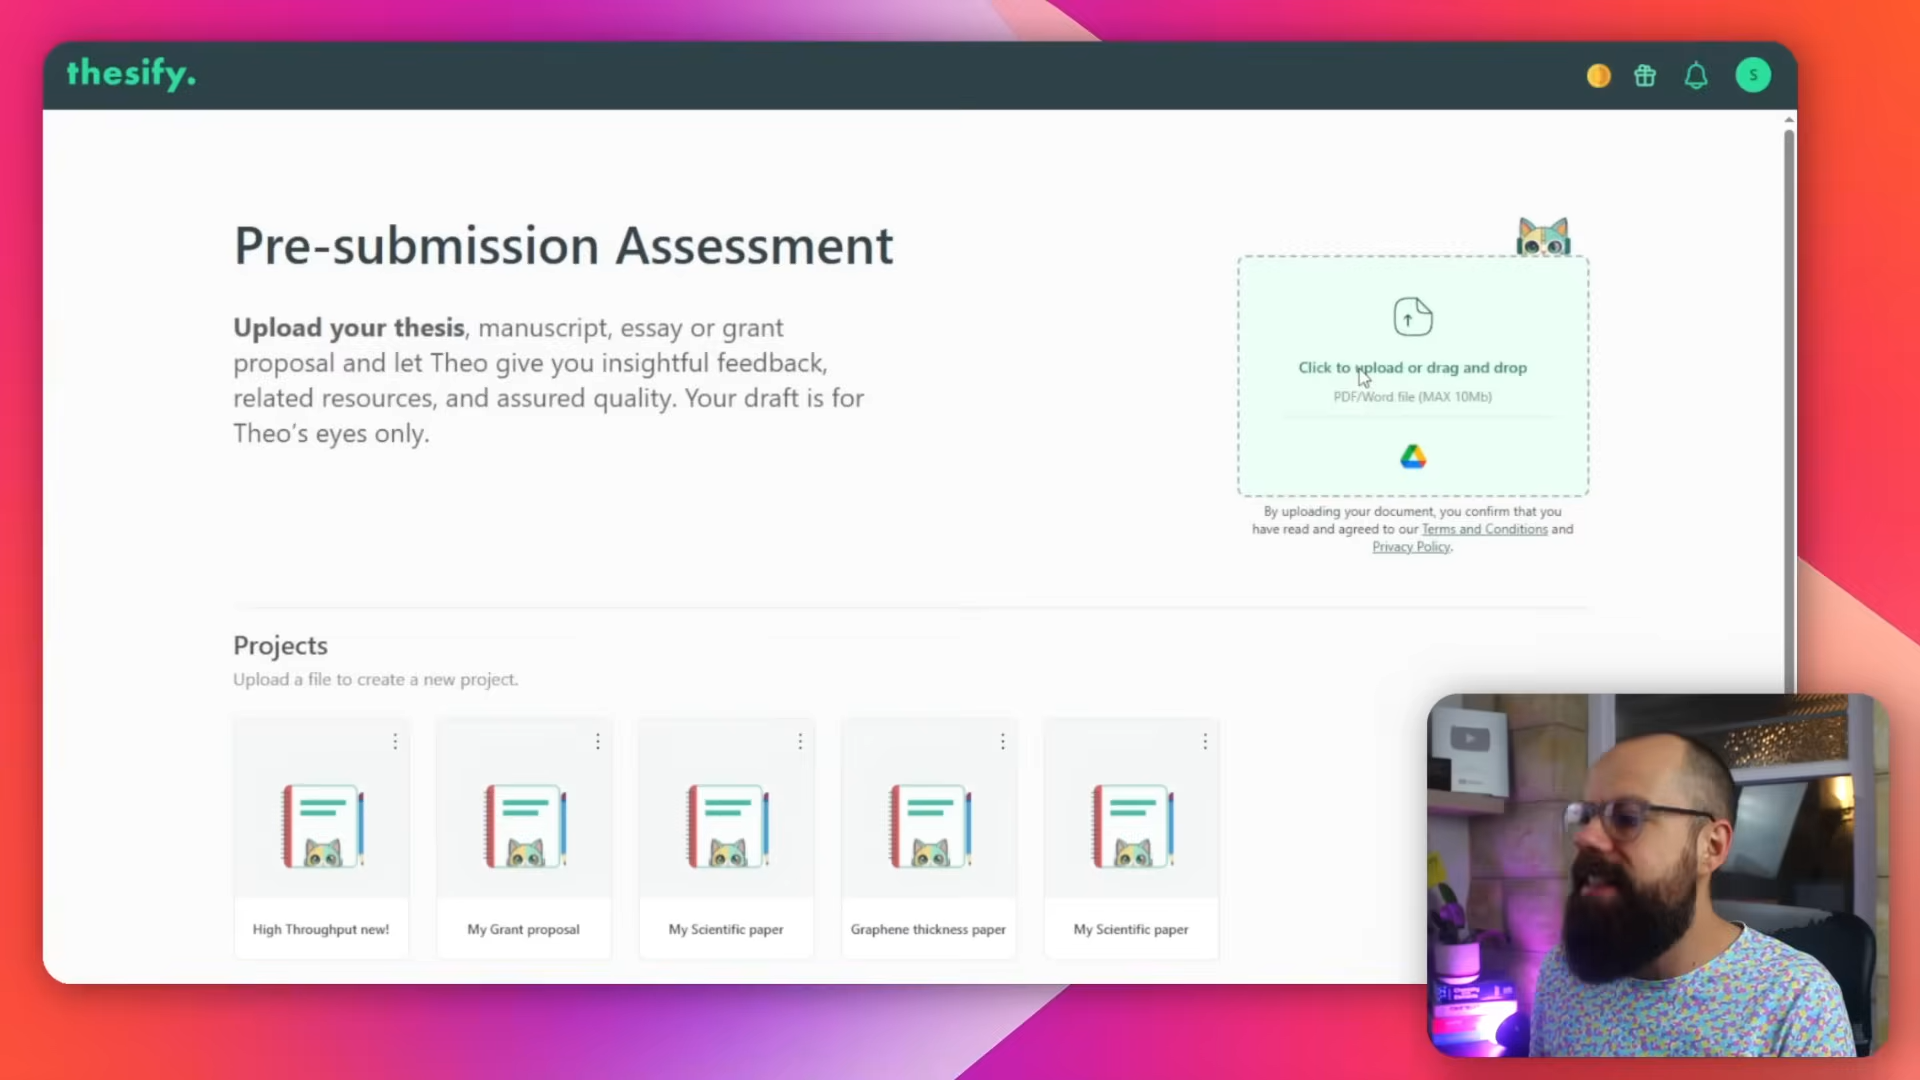 thesify.
S
Pre-submission Assessment
Upload your thesis, manuscript, essay or grant
proposal and let Theo give you insightful feedback,
related resources, and assured quality. Your draft is for
Theo’s eyes only.
Click to upload or drag and drop
PDF/Word file (MAX 10Mb)
By uploading your document, you confirm that you
have read and agreed to our Terms and Conditions and
Privacy Policy.
Projects
Upload a file to create a new project.
High Throughput new!
My Grant proposal
My Scientific paper
Graphene thickness paper
My Scientific paper